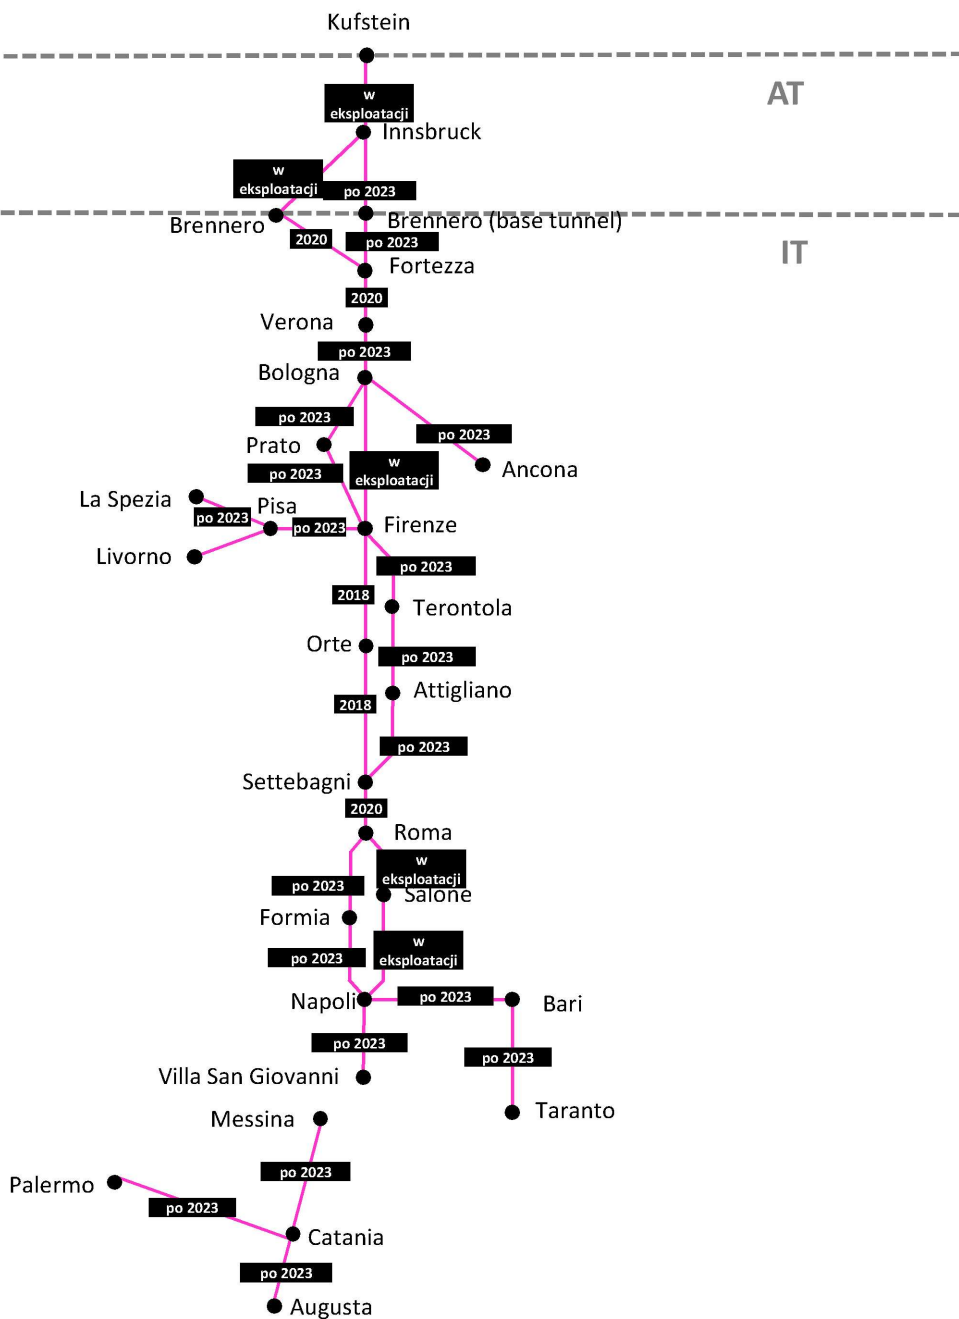 Kufstein
AT
w
eksploatacji
Innsbruck
w
eksploatacji
po 2023
Brennero
Brennero (base tunnel)
2020
po 2023
IT
Fortezza
2020
Verona
po 2023
Bologna
po 2023
po 2023
Prato
Ancona
po 2023
w
eksploatacji
La Spezia
Pisa
po 2023
po 2023
Firenze
Livorno
po 2023
2018
Terontola
Orte
po 2023
Attigliano
2018
po 2023
Settebagni
2020
Roma
w
eksploatacji
po 2023
Salone
Formia
w
eksploatacji
po 2023
Napoli
po 2023
Bari
po 2023
po 2023
Villa San Giovanni
Taranto
Messina
po 2023
Palermo
po 2023
Catania
po 2023
Augusta